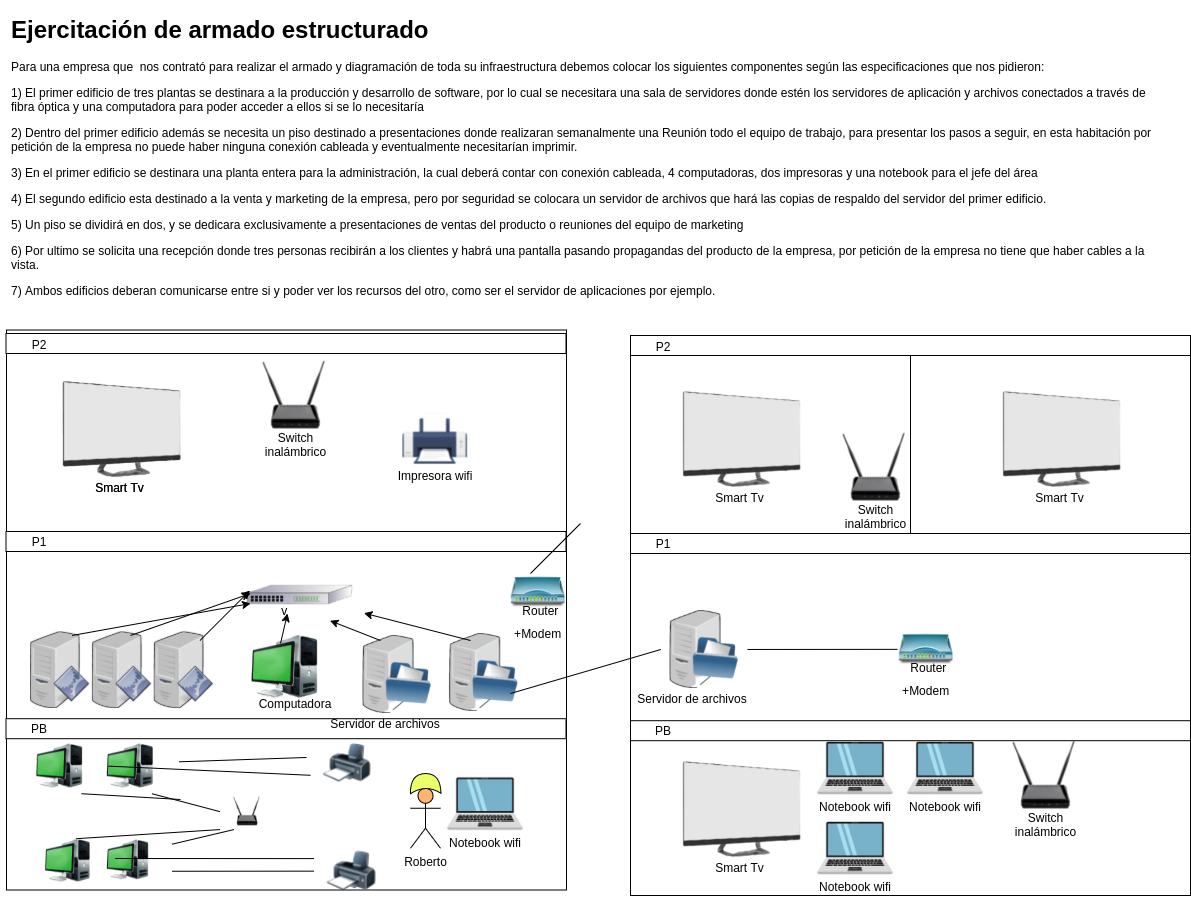 Ejercitación de armado estructurado
Para una empresa que  nos contrató para realizar el armado y diagramación de toda su infraestructura debemos colocar los siguientes componentes según las especificaciones que nos pidieron:
1) El primer edificio de tres plantas se destinara a la producción y desarrollo de software, por lo cual se necesitara una sala de servidores donde estén los servidores de aplicación y archivos conectados a través de
fibra óptica y una computadora para poder acceder a ellos si se lo necesitaría
2) Dentro del primer edificio además se necesita un piso destinado a presentaciones donde realizaran semanalmente una Reunión todo el equipo de trabajo, para presentar los pasos a seguir, en esta habitación por
petición de la empresa no puede haber ninguna conexión cableada y eventualmente necesitarían imprimir.
3) En el primer edificio se destinara una planta entera para la administración, la cual deberá contar con conexión cableada, 4 computadoras, dos impresoras y una notebook para el jefe del área
4) El segundo edificio esta destinado a la venta y marketing de la empresa, pero por seguridad se colocara un servidor de archivos que hará las copias de respaldo del servidor del primer edificio.
5) Un piso se dividirá en dos, y se dedicara exclusivamente a presentaciones de ventas del producto o reuniones del equipo de marketing
6) Por ultimo se solicita una recepción donde tres personas recibirán a los clientes y habrá una pantalla pasando propagandas del producto de la empresa, por petición de la empresa no tiene que haber cables a la
vista.
7) Ambos edificios deberan comunicarse entre si y poder ver los recursos del otro, como ser el servidor de aplicaciones por ejemplo.
P2
Switch
inalámbrico
Impresora wifi
Smart Tv
P1
v
Router
+Modem
Computadora
Servidor de archivos
PB
Notebook wifi
Roberto
P2
Smart Tv
Switch
inalámbrico
Smart Tv
P1
Router
+Modem
Servidor de archivos
PB
Notebook wifi
Notebook wifi
Switch
inalámbrico
Smart Tv
Notebook wifi